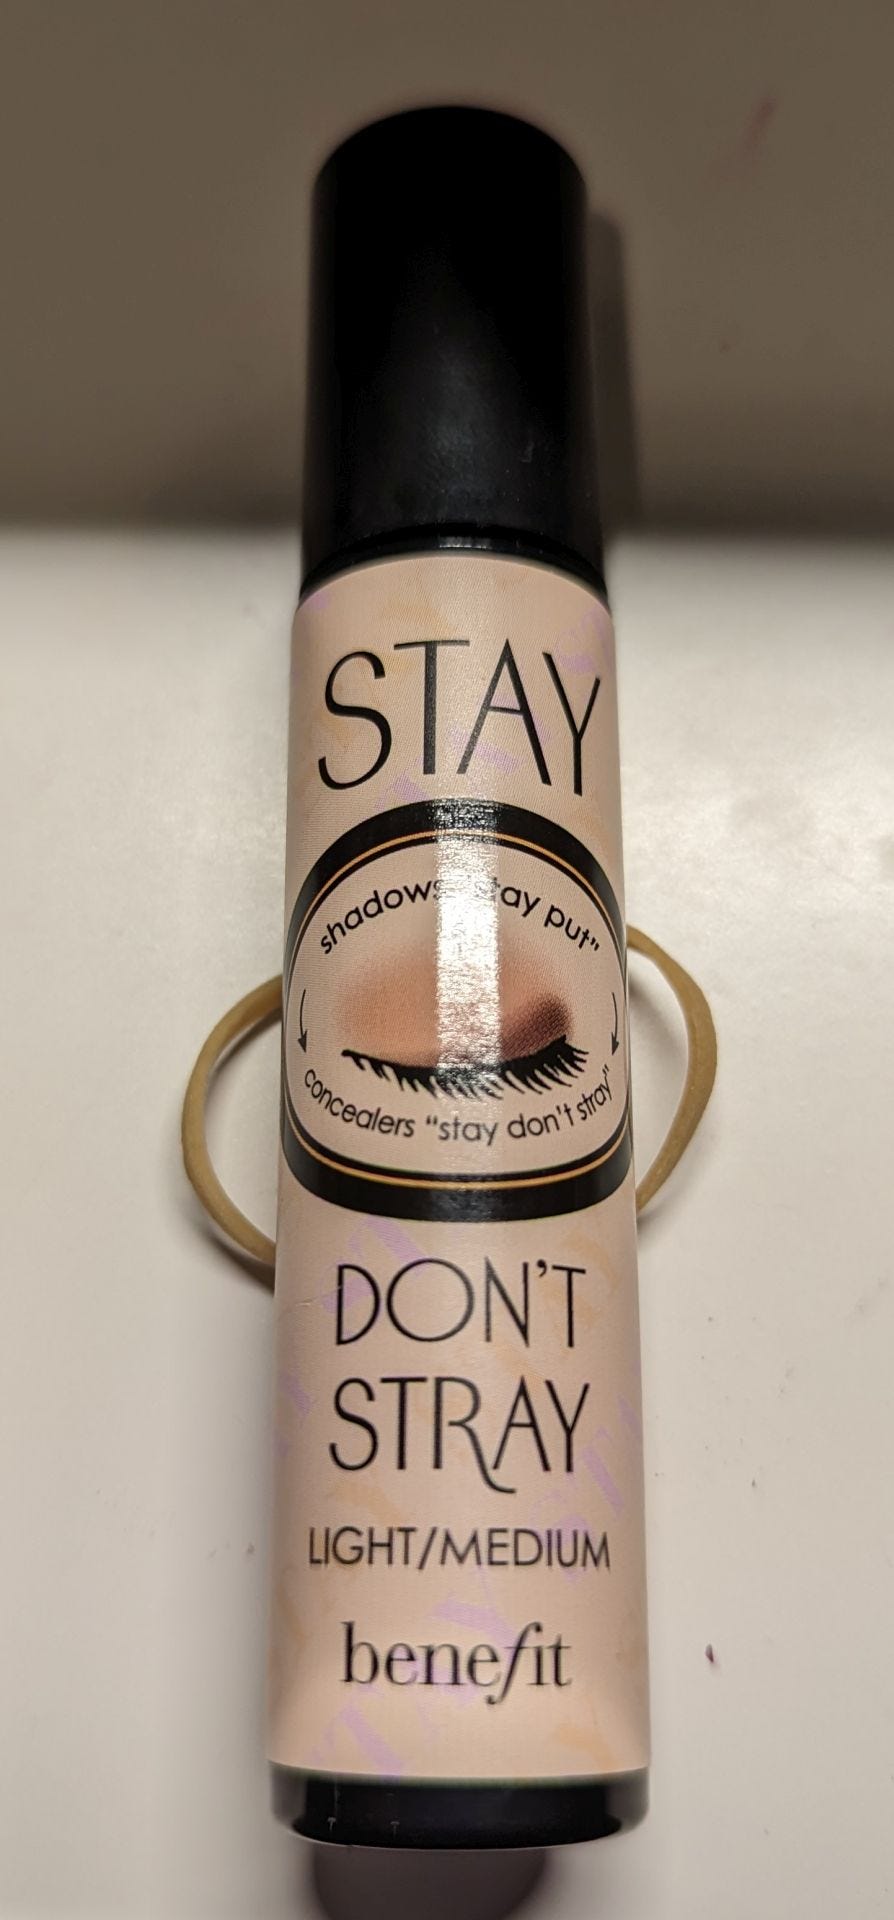 STAY
shadows "stay put"
concealers "stay don't stray"
DON'T
STRAY
LIGHT/MEDIUM
benefit